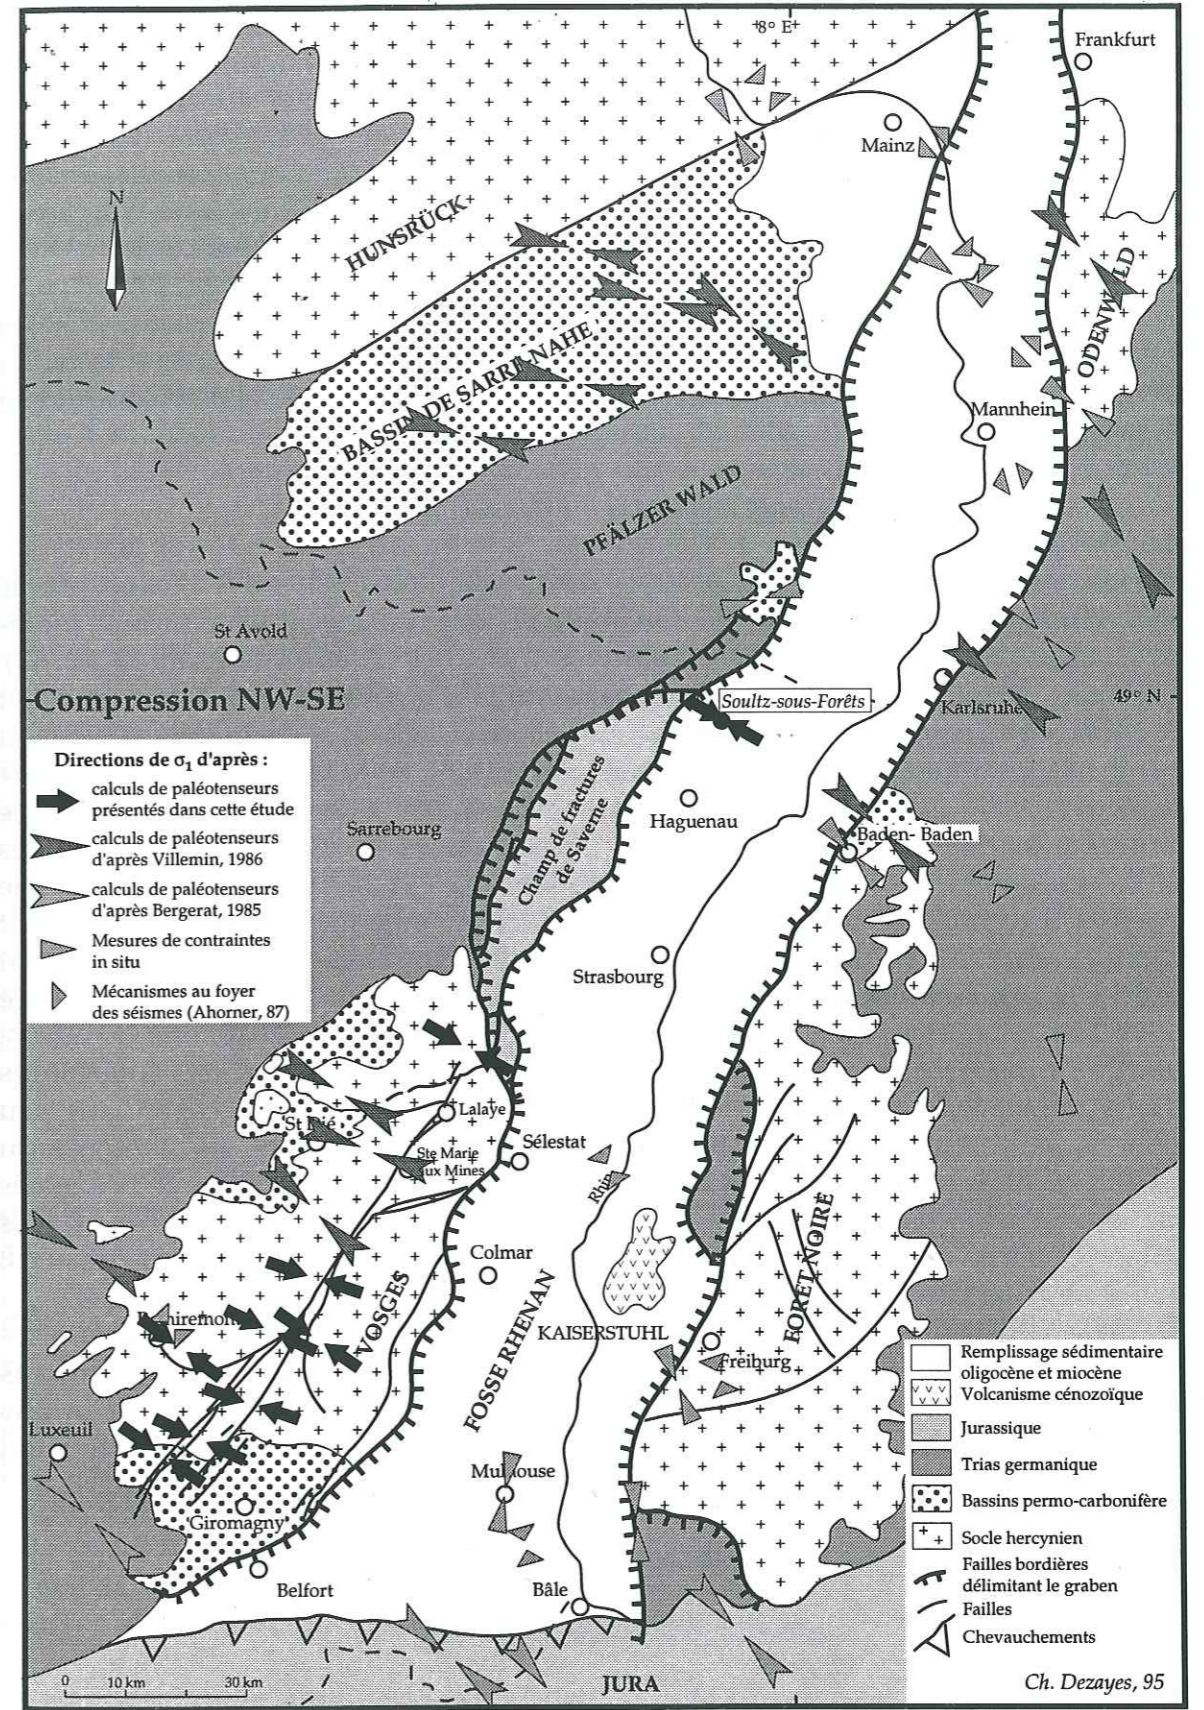 8° E
Frankfurt
Mainz
N
HUNSRÜCK
ODENWALD
BASSIN DE SARRE-NAHE
Mannhein
PFÄLZER WALD
St Avold
Compression NW-SE
Soultz-sous-Forêts
49° N
Karlsruhe
Directions de σ1 d'après :
calculs de paléotenseurs
présentés dans cette étude
calculs de paléotenseurs
d'après Villemin, 1986
calculs de paléotenseurs
d'après Bergerat, 1985
Mesures de contraintes
in situ
Mécanismes au foyer
des séismes (Ahorner, 87)
Sarrebourg
Champ de fractures
de Saverne
Haguenau
Baden- Baden
Strasbourg
Lalaye
St Dié
Ste Marie
aux Mines
Sélestat
Rhin
Colmar
VOSGES
FOSSE RHENAN
KAISERSTUHL
FORET NOIRE
Freiburg
Luxeuil
Mulhouse
Giromagny
Belfort
Bâle
JURA
0 10 km 30 km
Remplissage sédimentaire
oligocène et miocène
Volcanisme cénozoïque
Jurassique
Trias germanique
Bassins permo-carbonifère
Socle hercynien
Failles bordières
délimitant le graben
Failles
Chevauchements
Ch. Dezayes, 95